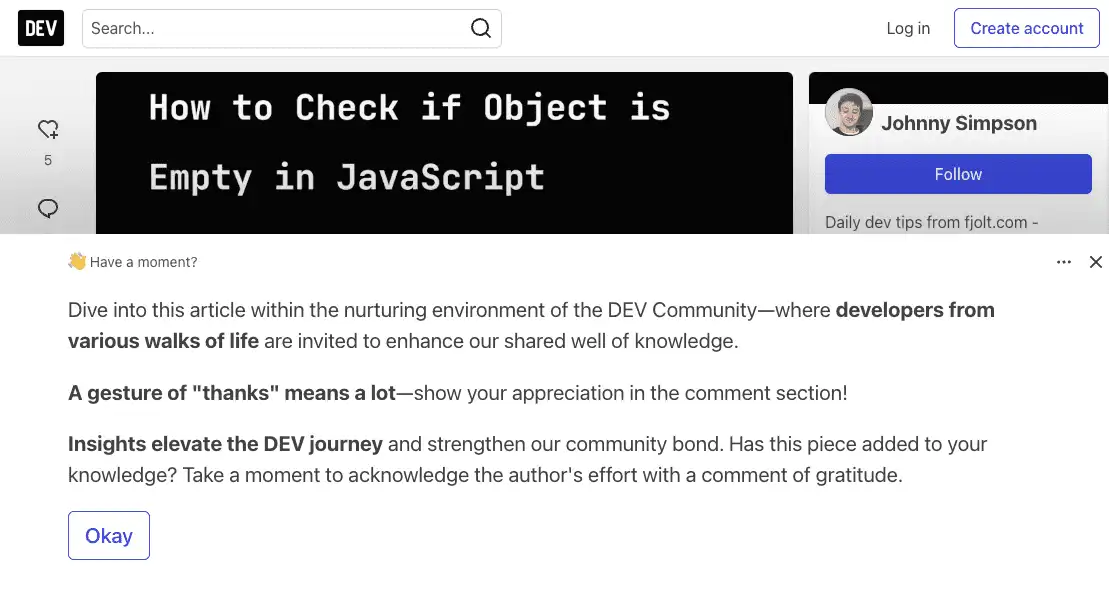 DEV
Search...
Log in
Create account
How to Check if Object is
Empty in JavaScript
5
Johnny Simpson
Follow
Daily dev tips from fjolt.com -
👋 Have a moment?
Dive into this article within the nurturing environment of the DEV Community—where developers from
various walks of life are invited to enhance our shared well of knowledge.
A gesture of "thanks" means a lot—show your appreciation in the comment section!
Insights elevate the DEV journey and strengthen our community bond. Has this piece added to your
knowledge? Take a moment to acknowledge the author's effort with a comment of gratitude.
Okay